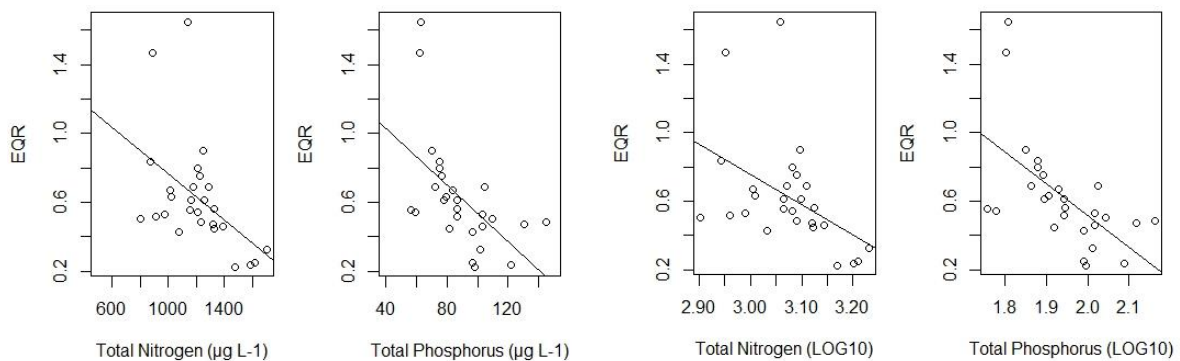 EQR
0.2 0.6 1.0 1.4
600 1000 1400
Total Nitrogen (µg L-1)
EQR
0.2 0.6 1.0 1.4
40 80 120
Total Phosphorus (µg L-1)
EQR
0.2 0.6 1.0 1.4
2.90 3.00 3.10 3.20
Total Nitrogen (LOG10)
EQR
0.2 0.6 1.0 1.4
1.8 1.9 2.0 2.1
Total Phosphorus (LOG10)